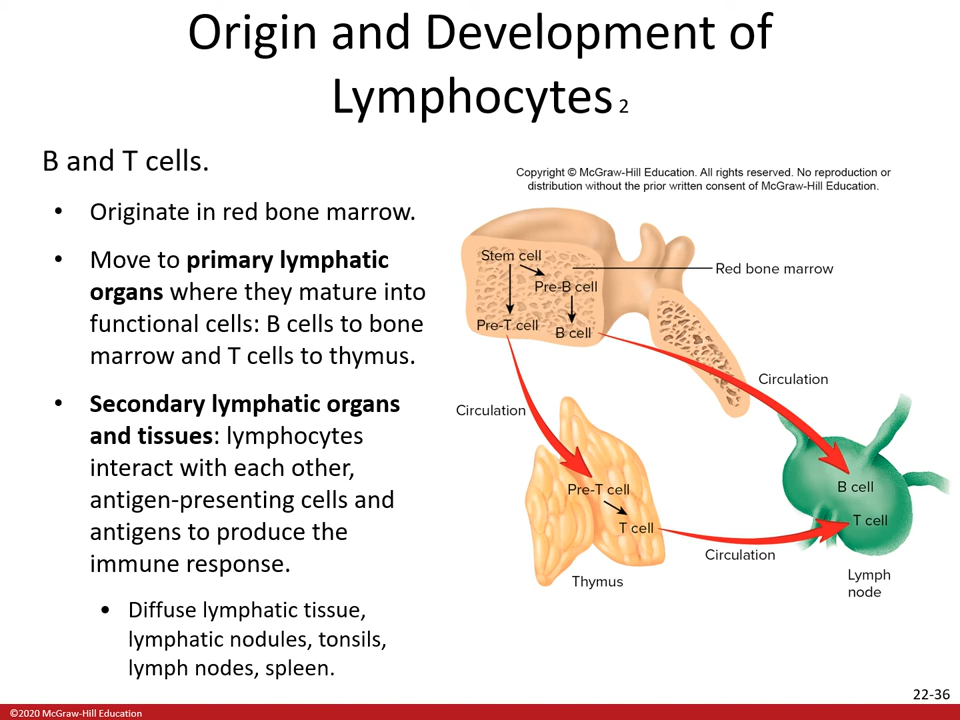 Origin and Development of
Lymphocytes 2
B and T cells.
• Originate in red bone marrow.
• Move to primary lymphatic
organs where they mature into
functional cells: B cells to bone
marrow and T cells to thymus.
• Secondary lymphatic organs
and tissues: lymphocytes
interact with each other,
antigen-presenting cells and
antigens to produce the
immune response.
• Diffuse lymphatic tissue,
lymphatic nodules, tonsils,
lymph nodes, spleen.
Copyright © McGraw-Hill Education. All rights reserved. No reproduction or
distribution without the prior written consent of McGraw-Hill Education.
Stem cell
Red bone marrow
Pre-B cell
Pre-T cell
B cell
Circulation
Circulation
Pre-T cell
T cell
Thymus
Circulation
B cell
T cell
Lymph
node
22-36
©2020 McGraw-Hill Education